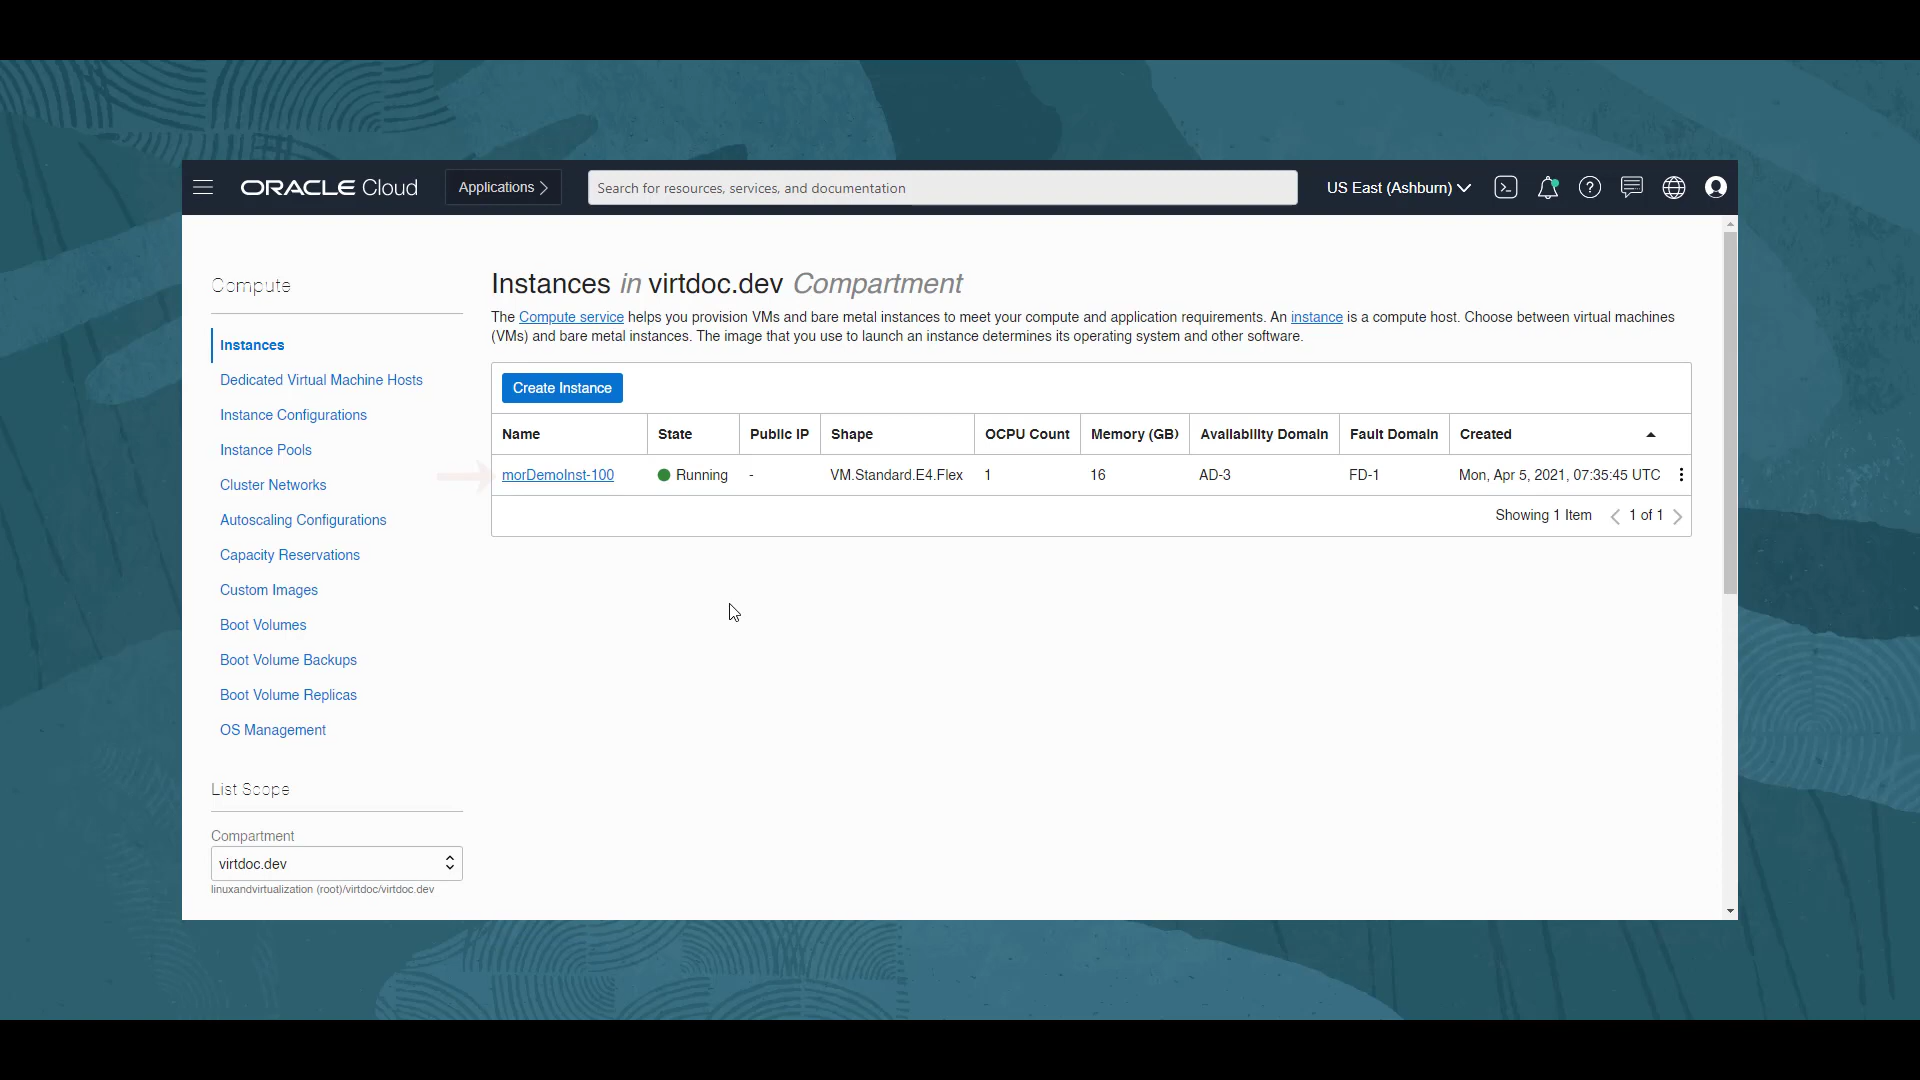 ORACLE Cloud
Applications
Search for resources, services, and documentation
US East (Ashburn)
Compute
Instances
Dedicated Virtual Machine Hosts
Instance Configurations
Instance Pools
Cluster Networks
Autoscaling Configurations
Capacity Reservations
Custom Images
Boot Volumes
Boot Volume Backups
Boot Volume Replicas
OS Management
List Scope
Compartment
virtdoc.dev
linuxandvirtualization (root)/virtdoc/virtdoc.dev
Instances in virtdoc.dev Compartment
The Compute service helps you provision VMs and bare metal instances to meet your compute and application requirements. An instance is a compute host. Choose between virtual machines
(VMs) and bare metal instances. The image that you use to launch an instance determines its operating system and other software.
Create Instance
Name State Public IP Shape OCPU Count Memory (GB) Availability Domain Fault Domain Created
morDemoInst-100 Running - VM.Standard.E4.Flex 1 16 AD-3 FD-1 Mon, Apr 5, 2021, 07:35:45 UTC
Showing 1 Item 1 of 1